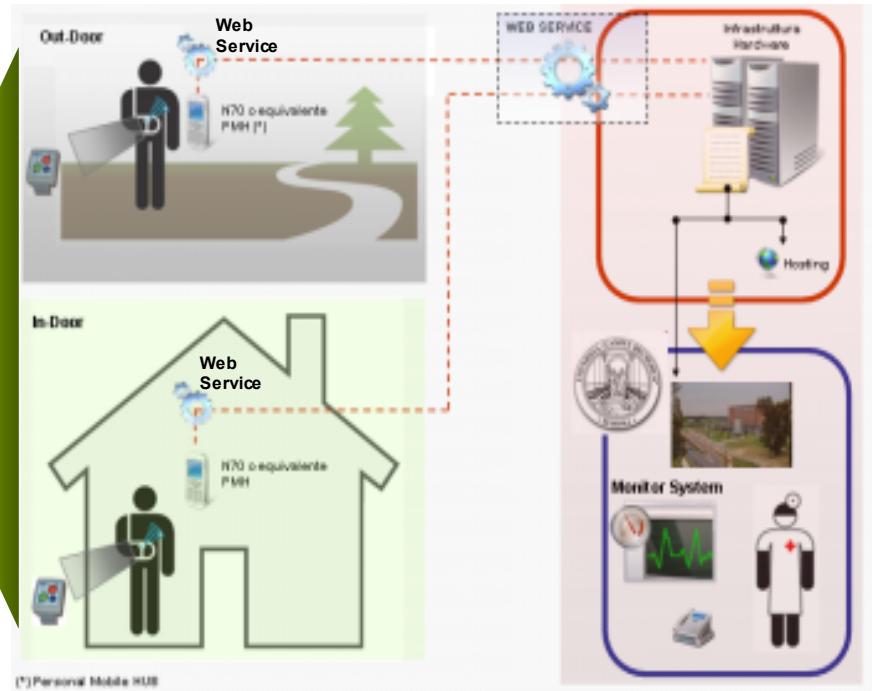 Out-Door
Web
Service
N70 o equivalente
PMH (*)
WEB SERVICE
Infrastruttura
Hardware
Hosting
In-Door
Web
Service
N70 o equivalente
PMH
Monitor System
(*) Personal Mobile HUB